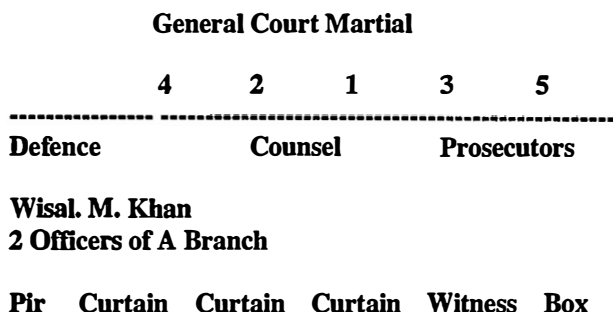 General Court Martial
4 2 1 3 5
Defence Counsel Prosecutors
Wisal. M. Khan
2 Officers of A Branch
Pir Curtain Curtain Curtain Witness Box